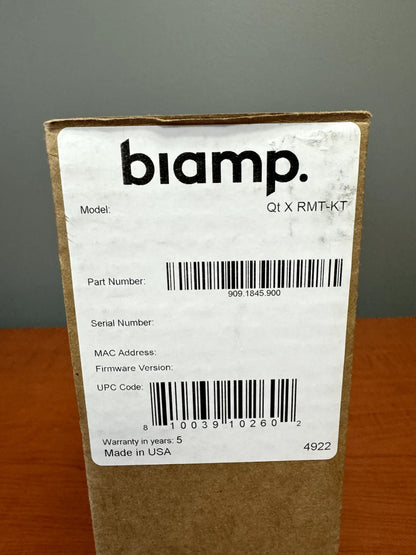 biamp.
Model: Qt X RMT-KT
Part Number:
909.1845.900
Serial Number:
MAC Address:
Firmware Version:
UPC Code:
8 10039 10260 2
Warranty in years: 5
Made in USA 4922